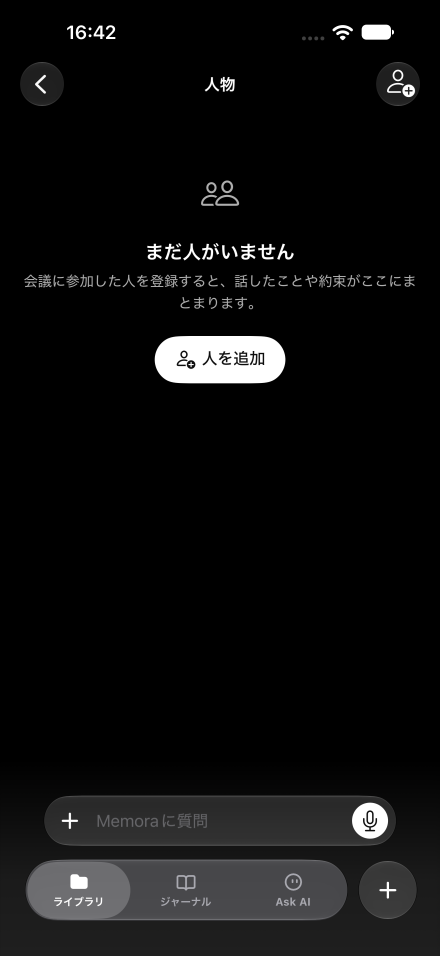 16:42
人物
まだ人がいません
会議に参加した人を登録すると、話したことや約束がここにま
とまります。
人を追加
Memoraに質問
ライブラリ
ジャーナル
Ask AI